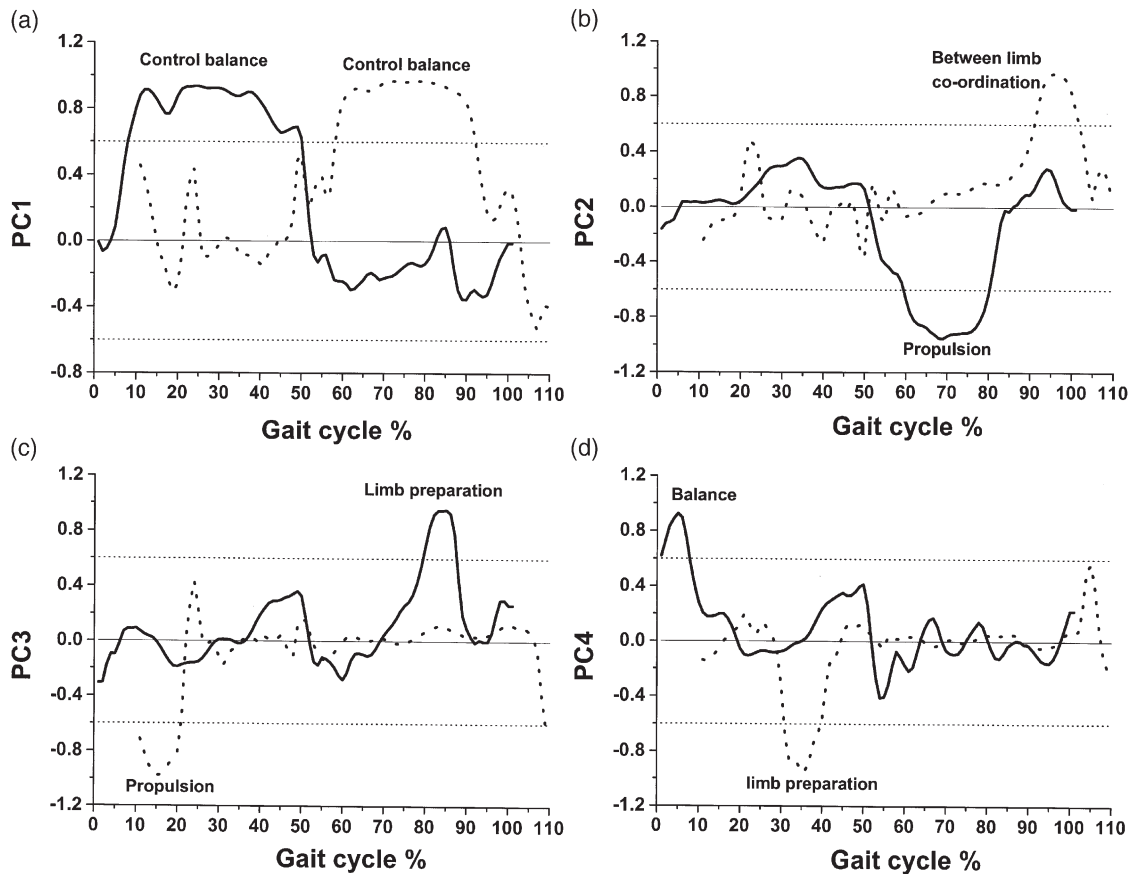 (a)
1.2
0.8
0.4
0.0
-0.4
-0.8
PC1
Control balance
Control balance
0 10 20 30 40 50 60 70 80 90 100 110
Gait cycle %
(b)
1.2
0.8
0.4
0.0
-0.4
-0.8
-1.2
PC2
Between limb
co-ordination
Propulsion
0 10 20 30 40 50 60 70 80 90 100 110
Gait cycle %
(c)
1.2
0.8
0.4
0.0
-0.4
-0.8
-1.2
PC3
Limb preparation
Propulsion
0 10 20 30 40 50 60 70 80 90 100 110
Gait cycle %
(d)
1.2
0.8
0.4
0.0
-0.4
-0.8
-1.2
PC4
Balance
limb preparation
0 10 20 30 40 50 60 70 80 90 100 110
Gait cycle %